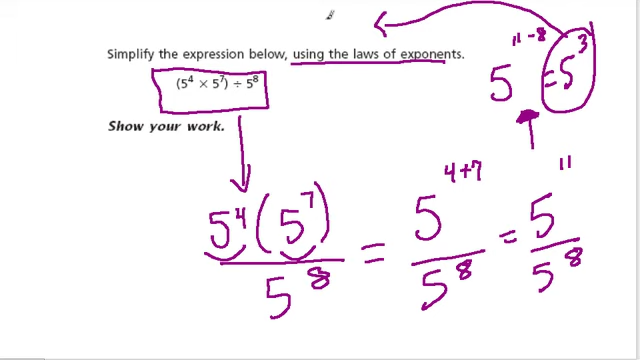 Simplify the expression below, using the laws of exponents.
(5⁴ × 5⁷) ÷ 5⁸
Show your work.
5¹¹⁻⁸ = 5³
5⁴(5⁷)/5⁸ = 5⁴⁺⁷/5⁸ = 5¹¹/5⁸